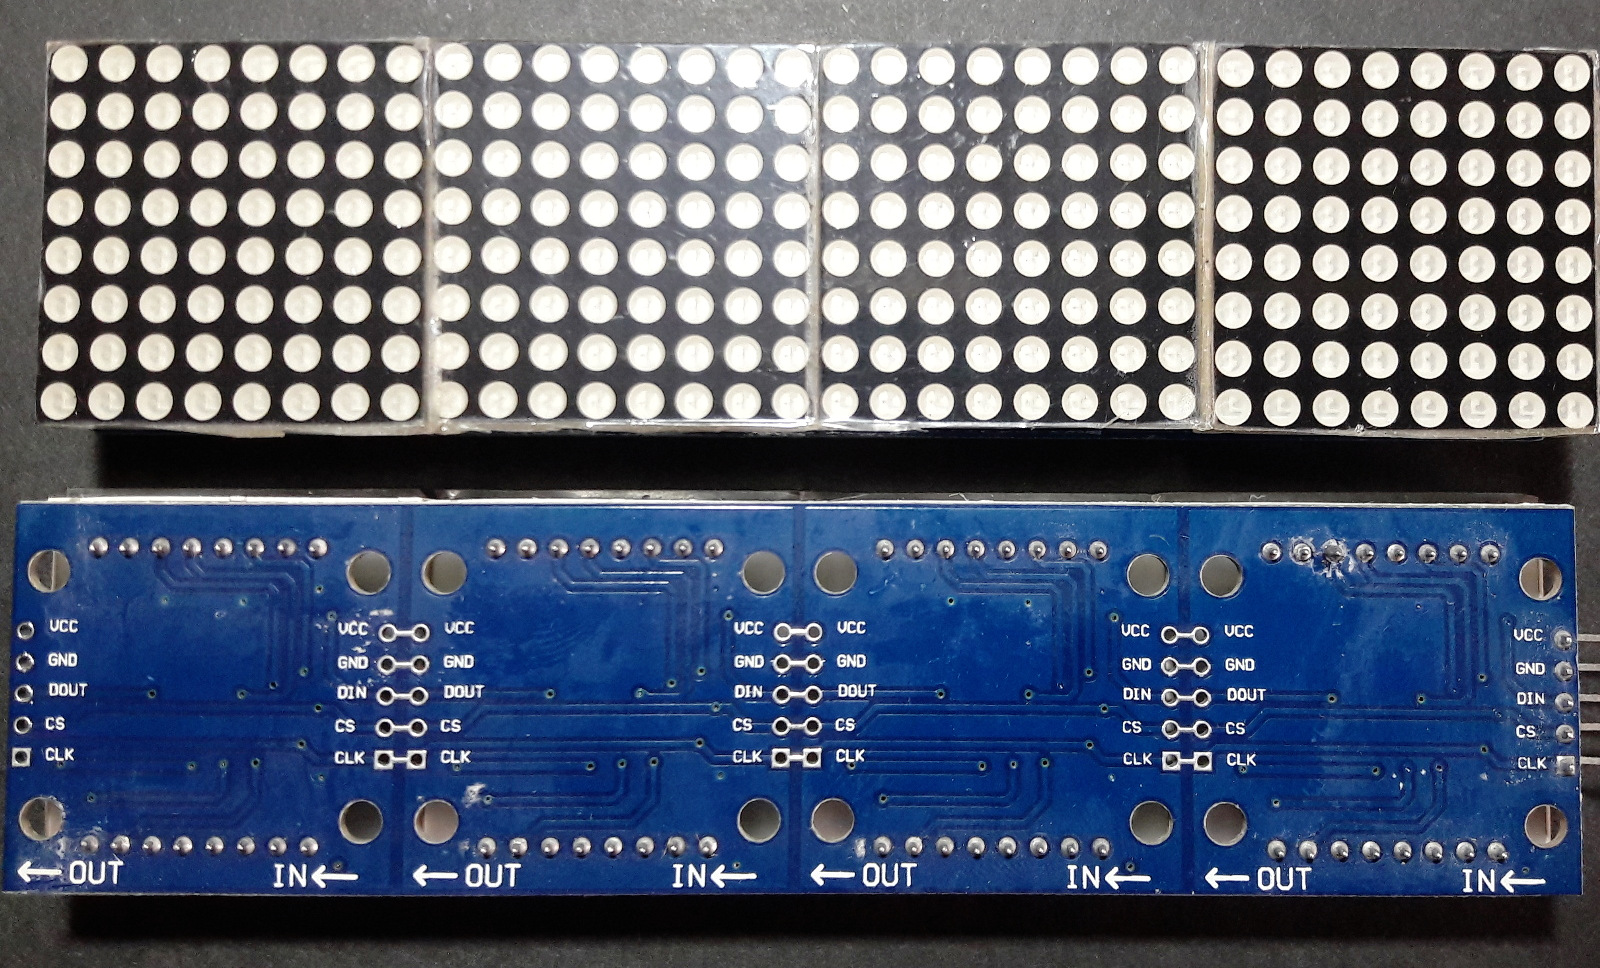 VCC VCC VCC VCC VCC VCC VCC VCC
GND GND GND GND GND GND GND GND
DOUT DIN DOUT DIN DOUT DIN DOUT DIN
CS CS CS CS CS CS CS CS
CLK CLK CLK CLK CLK CLK CLK CLK
← OUT IN ← ← OUT IN ← ← OUT IN ← ← OUT IN ←